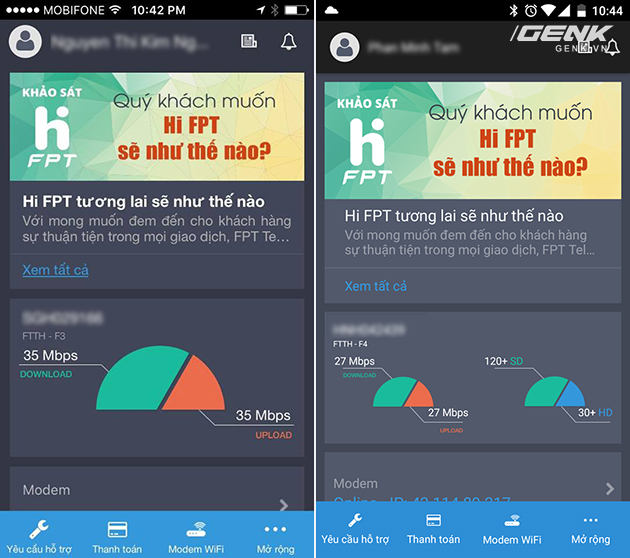 MOBIFONE 10:42 PM
KHẢO SÁT
hi
FPT
Quý khách muốn
Hi FPT
sẽ như thế nào?
Hi FPT tương lai sẽ như thế nào
Với mong muốn đem đến cho khách hàng
sự thuận tiện trong mọi giao dịch, FPT Te...
Xem tất cả
FTTH - F3
35 Mbps
DOWNLOAD
35 Mbps
UPLOAD
Modem
Yêu cầu hỗ trợ Thanh toán Modem WiFi Mở rộng
10:44
GENK
GENK.VN
KHẢO SÁT
hi
FPT
Quý khách muốn
Hi FPT
sẽ như thế nào?
Hi FPT tương lai sẽ như thế nào
Với mong muốn đem đến cho khách hàng
sự thuận tiện trong mọi giao dịch, FPT Tel...
Xem tất cả
FTTH - F4
27 Mbps
DOWNLOAD
27 Mbps
UPLOAD
120+ SD
30+ HD
Modem
Yêu cầu hỗ trợ Thanh toán Modem WiFi Mở rộng